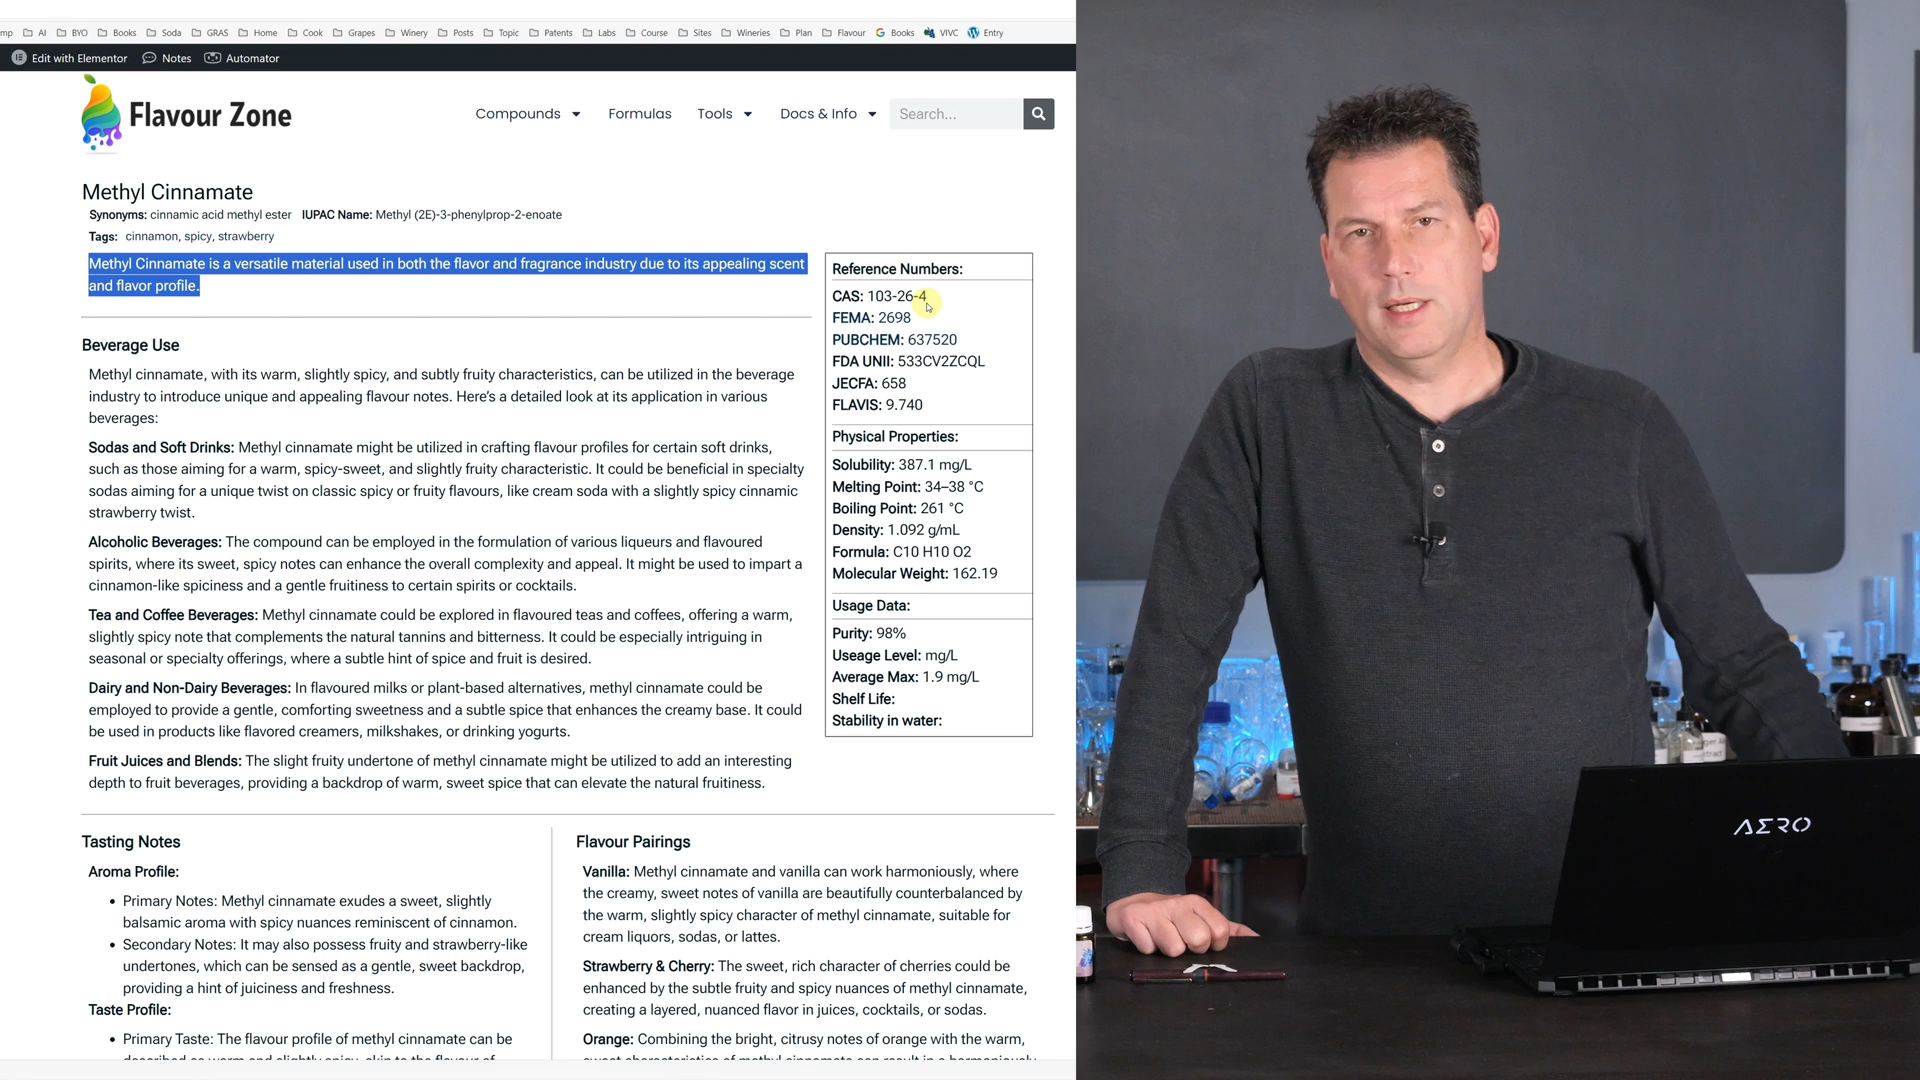 mp AI BYO Books Soda GRAS Home Cook Grapes Winery Posts Topic Patents Labs Course Sites Wineries Plan Flavour Books VIVC Entry
Edit with Elementor Notes Automator
Flavour Zone
Compounds Formulas Tools Docs & Info Search...
Methyl Cinnamate
Synonyms: cinnamic acid methyl ester IUPAC Name: Methyl (2E)-3-phenylprop-2-enoate
Tags: cinnamon, spicy, strawberry
Methyl Cinnamate is a versatile material used in both the flavor and fragrance industry due to its appealing scent
and flavor profile.
Beverage Use
Methyl cinnamate, with its warm, slightly spicy, and subtly fruity characteristics, can be utilized in the beverage
industry to introduce unique and appealing flavour notes. Here's a detailed look at its application in various
beverages:
Sodas and Soft Drinks: Methyl cinnamate might be utilized in crafting flavour profiles for certain soft drinks,
such as those aiming for a warm, spicy-sweet, and slightly fruity characteristic. It could be beneficial in specialty
sodas aiming for a unique twist on classic spicy or fruity flavours, like cream soda with a slightly spicy cinnamic
strawberry twist.
Alcoholic Beverages: The compound can be employed in the formulation of various liqueurs and flavoured
spirits, where its sweet, spicy notes can enhance the overall complexity and appeal. It might be used to impart a
cinnamon-like spiciness and a gentle fruitiness to certain spirits or cocktails.
Tea and Coffee Beverages: Methyl cinnamate could be explored in flavoured teas and coffees, offering a warm,
slightly spicy note that complements the natural tannins and bitterness. It could be especially intriguing in
seasonal or specialty offerings, where a subtle hint of spice and fruit is desired.
Dairy and Non-Dairy Beverages: In flavoured milks or plant-based alternatives, methyl cinnamate could be
employed to provide a gentle, comforting sweetness and a subtle spice that enhances the creamy base. It could
be used in products like flavored creamers, milkshakes, or drinking yogurts.
Fruit Juices and Blends: The slight fruity undertone of methyl cinnamate might be utilized to add an interesting
depth to fruit beverages, providing a backdrop of warm, sweet spice that can elevate the natural fruitiness.
Reference Numbers:
CAS: 103-26-4
FEMA: 2698
PUBCHEM: 637520
FDA UNII: 533CV2ZCQL
JECFA: 658
FLAVIS: 9.740
Physical Properties:
Solubility: 387.1 mg/L
Melting Point: 34–38 °C
Boiling Point: 261 °C
Density: 1.092 g/mL
Formula: C10 H10 O2
Molecular Weight: 162.19
Usage Data:
Purity: 98%
Useage Level: mg/L
Average Max: 1.9 mg/L
Shelf Life:
Stability in water:
Tasting Notes
Aroma Profile:
• Primary Notes: Methyl cinnamate exudes a sweet, slightly
balsamic aroma with spicy nuances reminiscent of cinnamon.
• Secondary Notes: It may also possess fruity and strawberry-like
undertones, which can be sensed as a gentle, sweet backdrop,
providing a hint of juiciness and freshness.
Taste Profile:
• Primary Taste: The flavour profile of methyl cinnamate can be
described as warm and slightly spicy, akin to the flavour of
Flavour Pairings
Vanilla: Methyl cinnamate and vanilla can work harmoniously, where
the creamy, sweet notes of vanilla are beautifully counterbalanced by
the warm, slightly spicy character of methyl cinnamate, suitable for
cream liquors, sodas, or lattes.
Strawberry & Cherry: The sweet, rich character of cherries could be
enhanced by the subtle fruity and spicy nuances of methyl cinnamate,
creating a layered, nuanced flavor in juices, cocktails, or sodas.
Orange: Combining the bright, citrusy notes of orange with the warm,
sweet characteristics of methyl cinnamate can result in a harmoniously
AERO